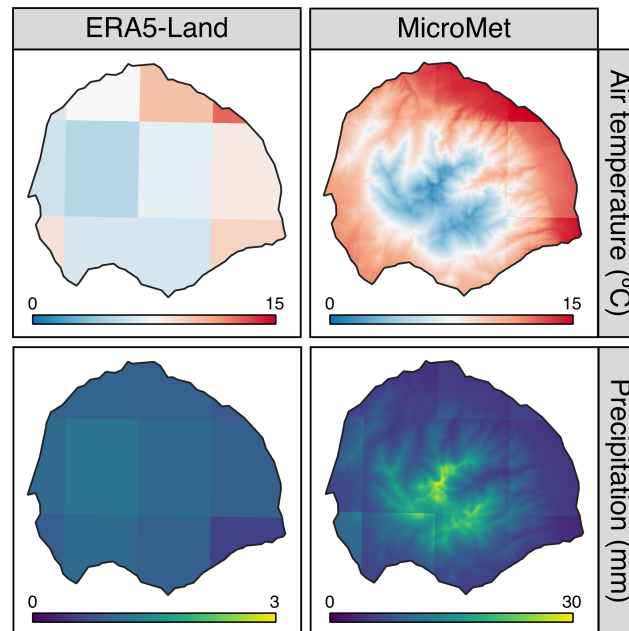 ERA5-Land
MicroMet
Air temperature (°C)
0
15
0
15
Precipitation (mm)
0
3
0
30